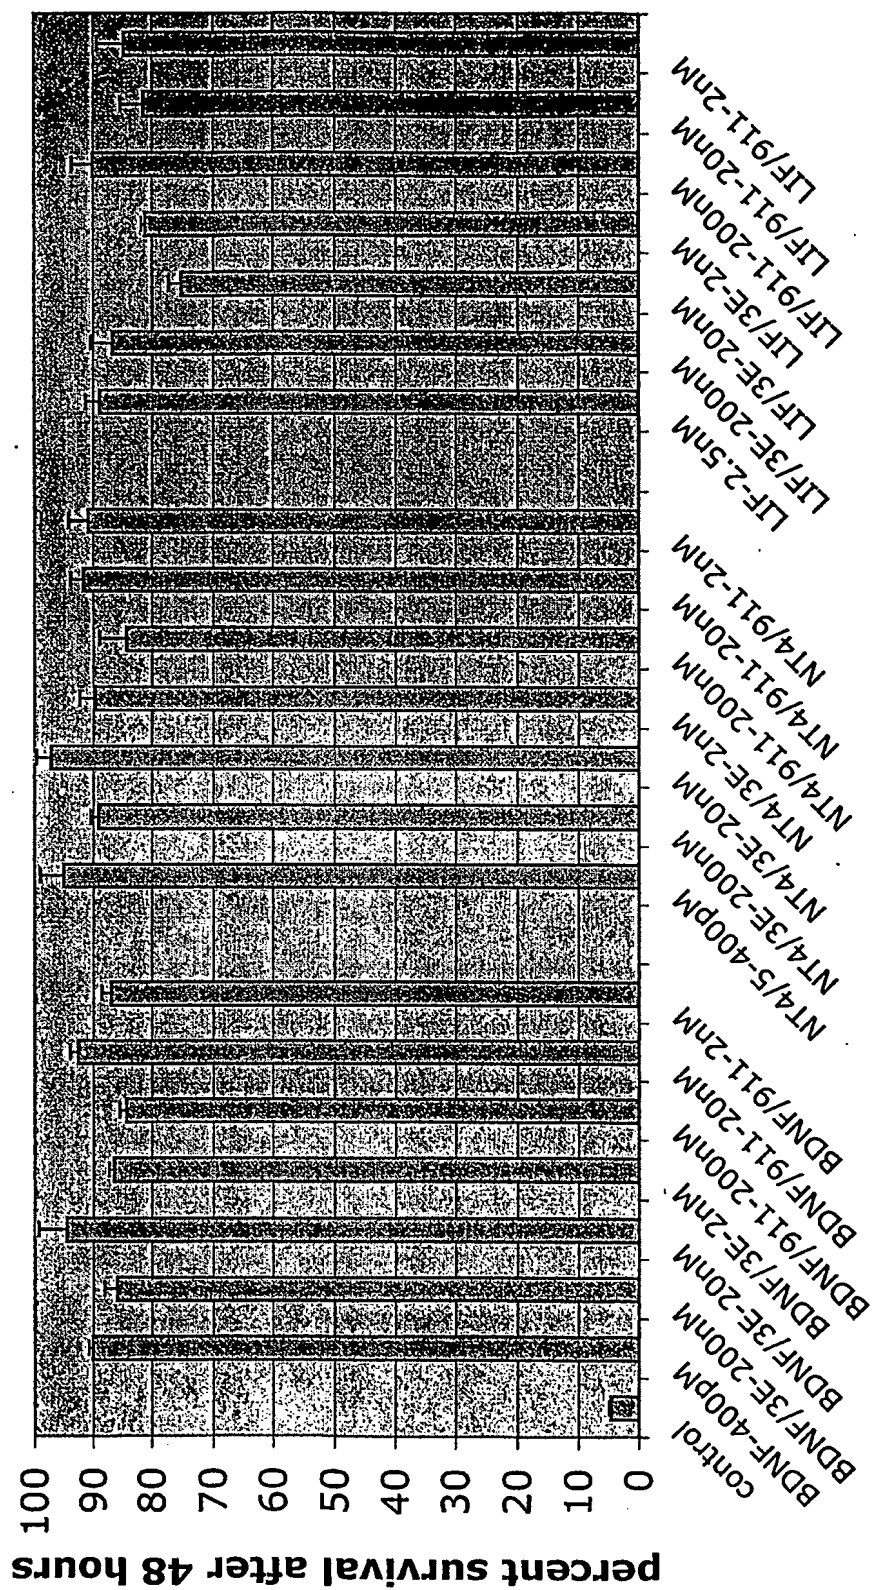 percent survival after 48 hours
100
90
80
70
60
50
40
30
20
10
0
control
BDNF-400pM
BDNF/3E-200nM
BDNF/3E-20nM
BDNF/3E-2nM
BDNF/911-200nM
BDNF/911-20nM
BDNF/911-2nM
NT4/5-400pM
NT4/3E-200nM
NT4/3E-20nM
NT4/3E-2nM
NT4/911-200nM
NT4/911-20nM
NT4/911-2nM
LIF-2.5nM
LIF/3E-200nM
LIF/3E-20nM
LIF/3E-2nM
LIF/911-200nM
LIF/911-20nM
LIF/911-2nM